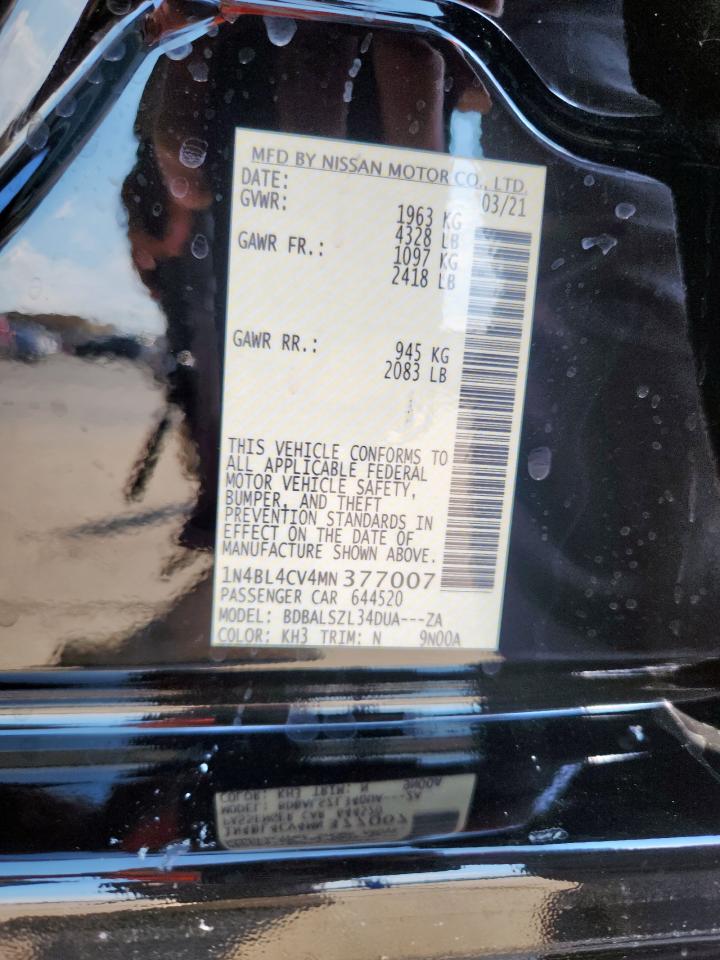 MFD BY NISSAN MOTOR CO., LTD.
DATE: 03/21
GVWR: 1963 KG
4328 LB
GAWR FR.: 1097 KG
2418 LB
GAWR RR.: 945 KG
2083 LB
THIS VEHICLE CONFORMS TO
ALL APPLICABLE FEDERAL
MOTOR VEHICLE SAFETY,
BUMPER, AND THEFT
PREVENTION STANDARDS IN
EFFECT ON THE DATE OF
MANUFACTURE SHOWN ABOVE.
1N4BL4CV4MN377007
PASSENGER CAR 644520
MODEL: BDBALSZL34DUA---ZA
COLOR: KH3 TRIM: N 9N00A